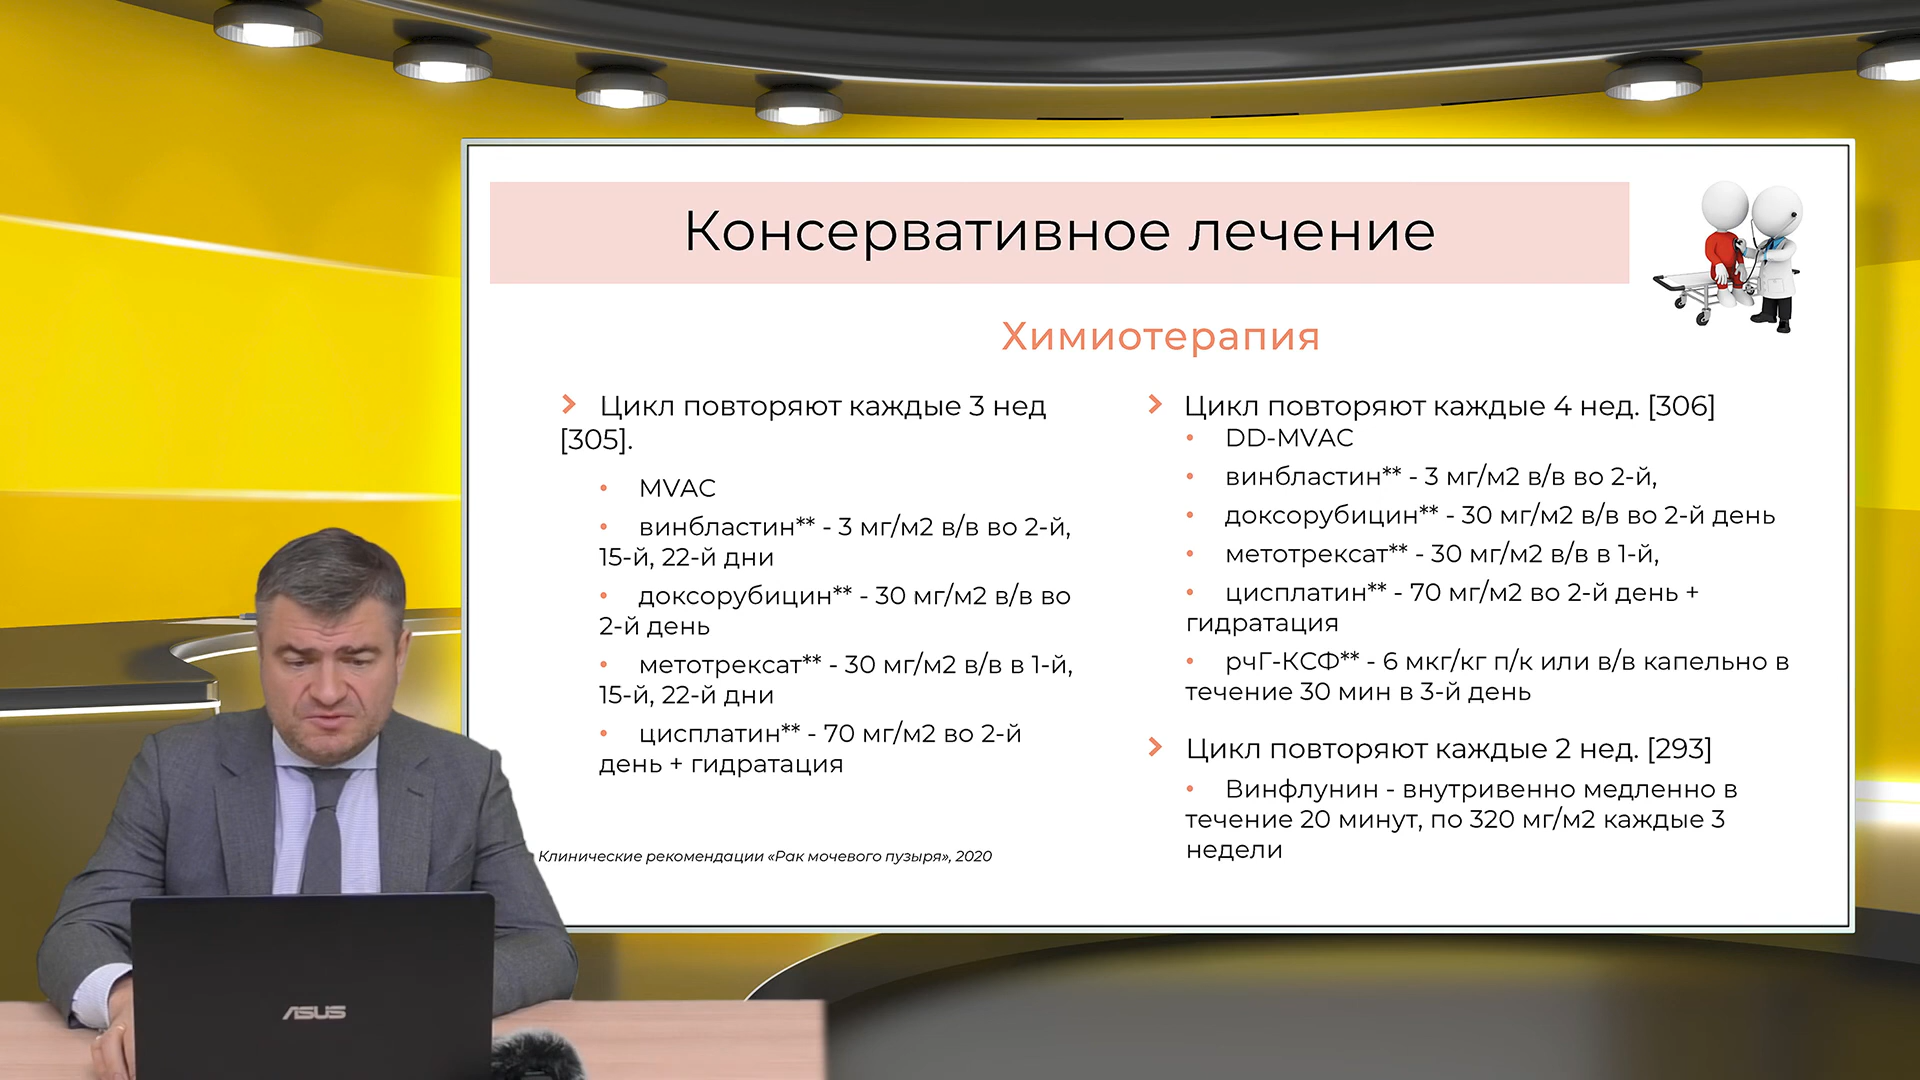 Консервативное лечение
Химиотерапия
Цикл повторяют каждые 3 нед
[305].
MVAC
винбластин** - 3 мг/м2 в/в во 2-й,
15-й, 22-й дни
доксорубицин** - 30 мг/м2 в/в во
2-й день
метотрексат** - 30 мг/м2 в/в в 1-й,
15-й, 22-й дни
цисплатин** - 70 мг/м2 во 2-й
день + гидратация
Клинические рекомендации «Рак мочевого пузыря», 2020
Цикл повторяют каждые 4 нед. [306]
DD-MVAC
винбластин** - 3 мг/м2 в/в во 2-й,
доксорубицин** - 30 мг/м2 в/в во 2-й день
метотрексат** - 30 мг/м2 в/в в 1-й,
цисплатин** - 70 мг/м2 во 2-й день +
гидратация
рчГ-КСФ** - 6 мкг/кг п/к или в/в капельно в
течение 30 мин в 3-й день
Цикл повторяют каждые 2 нед. [293]
Винфлунин - внутривенно медленно в
течение 20 минут, по 320 мг/м2 каждые 3
недели
ASUS